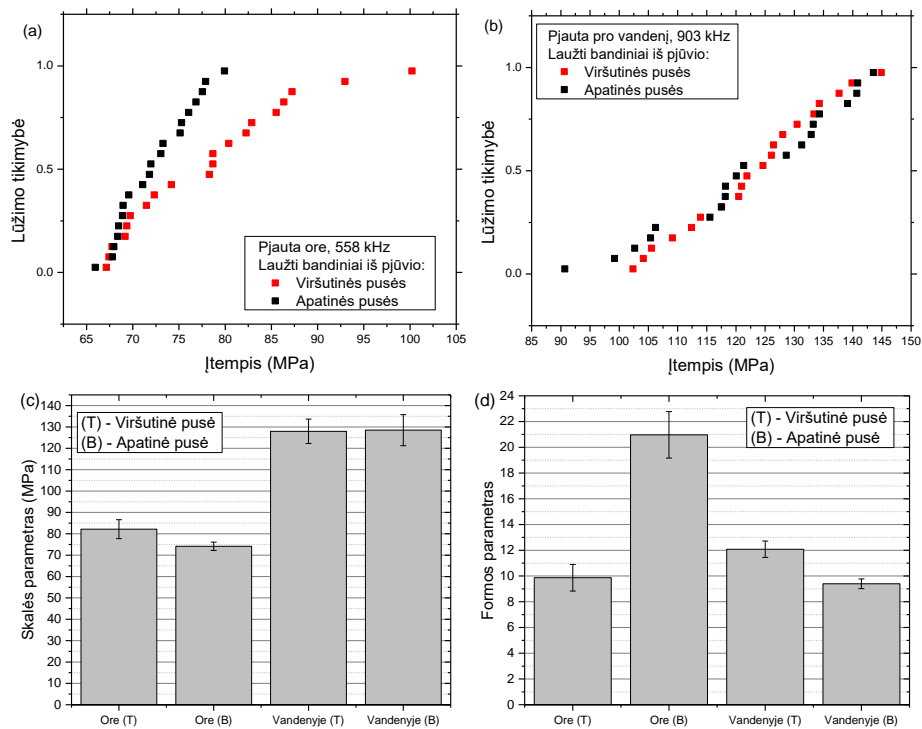 (a)
Lūžimo tikimybė
1.0
0.5
0.0
Pjauta ore, 558 kHz
Laužti bandiniai iš pjūvio:
Viršutinės pusės
Apatinės pusės
65 70 75 80 85 90 95 100 105
Įtempis (MPa)
(b)
Lūžimo tikimybė
1.0
0.5
0.0
Pjauta pro vandenį, 903 kHz
Laužti bandiniai iš pjūvio:
Viršutinės pusės
Apatinės pusės
85 90 95 100 105 110 115 120 125 130 135 140 145 150
Įtempis (MPa)
(c)
Skalės parametras (MPa)
140
130
120
110
100
90
80
70
60
50
40
30
20
10
0
(T) - Viršutinė pusė
(B) - Apatinė pusė
Ore (T) Ore (B) Vandenyje (T) Vandenyje (B)
(d)
Formos parametras
24
22
20
18
16
14
12
10
8
6
4
2
0
(T) - Viršutinė pusė
(B) - Apatinė pusė
Ore (T) Ore (B) Vandenyje (T) Vandenyje (B)